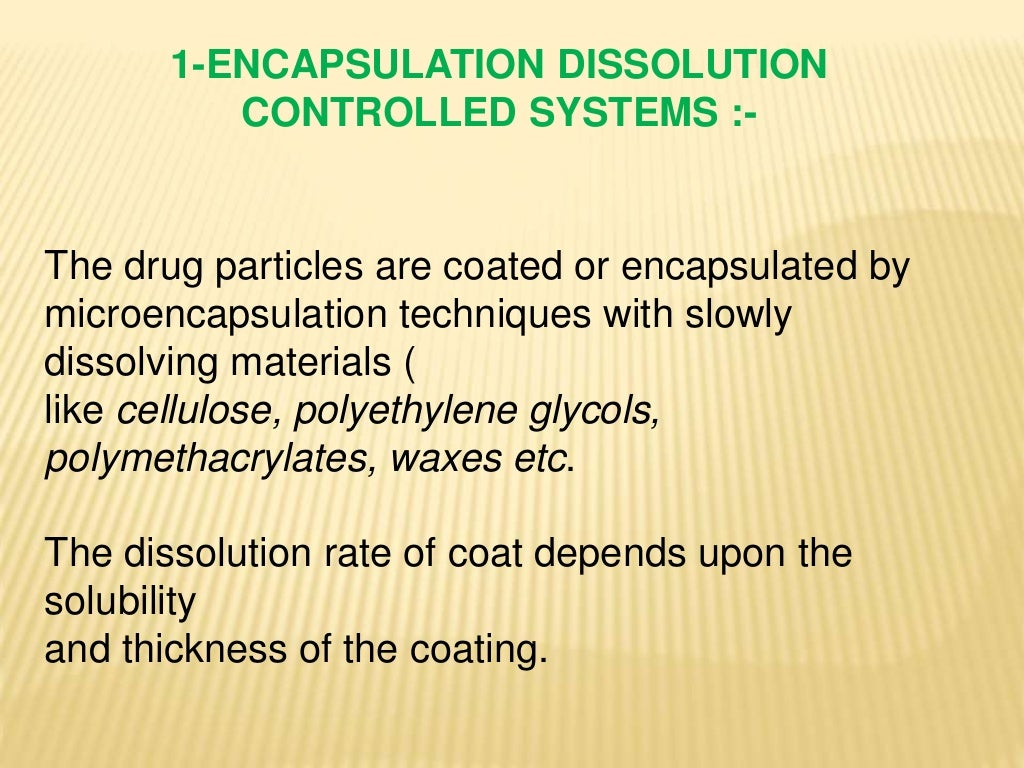 1-ENCAPSULATION DISSOLUTION
CONTROLLED SYSTEMS :-
The drug particles are coated or encapsulated by
microencapsulation techniques with slowly
dissolving materials (
like cellulose, polyethylene glycols,
polymethacrylates, waxes etc.
The dissolution rate of coat depends upon the
solubility
and thickness of the coating.